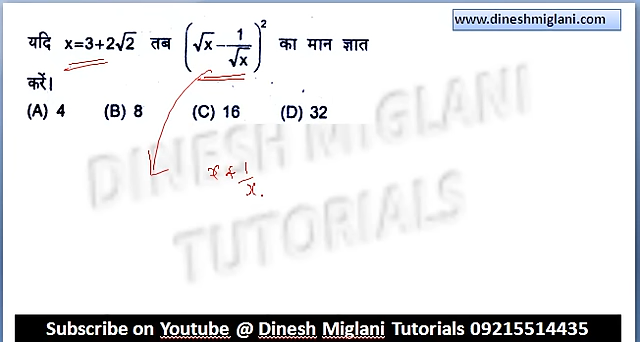 www.dineshmiglani.com
यदि x=3+2√2 तब (√x − 1/√x)² का मान ज्ञात
करें।
(A) 4 (B) 8 (C) 16 (D) 32
x + 1/x
DINESH MIGLANI
TUTORIALS
Subscribe on Youtube @ Dinesh Miglani Tutorials 09215514435